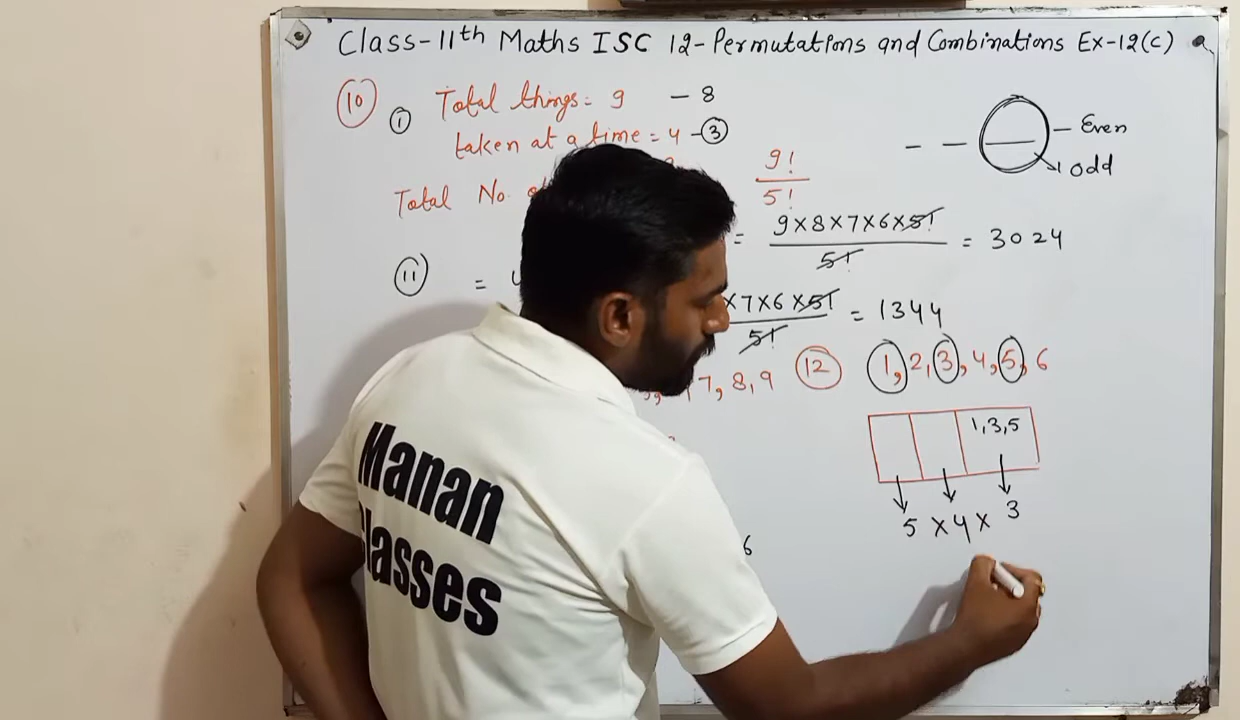 Class-11th Maths ISC 12-Permutations and Combinations Ex-12(c)
10 i Total things = 9 - 8
taken at a time = 4 - 3
Total No.
9!
5!
= 9×8×7×6×5! = 3024
5!
ii =
×7×6×5! = 1344
5!
7, 8, 9
- - - Even
Odd
12 1, 2, 3, 4, 5, 6
1,3,5
5 × 4 × 3
6
Manan
Classes